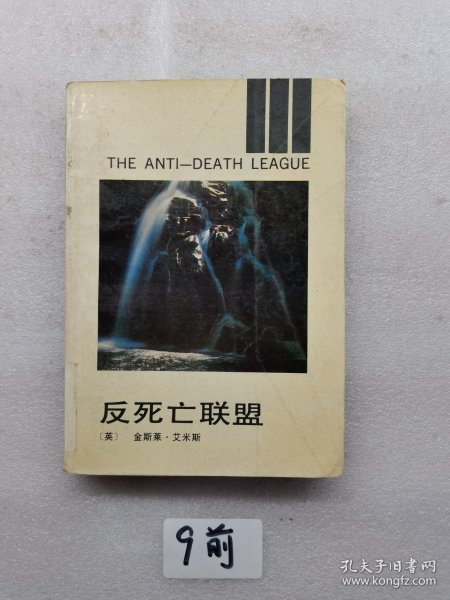 THE ANTI—DEATH LEAGUE
反死亡联盟
〔英〕 金斯莱·艾米斯
9前
孔夫子旧书网
www.kongfz.com